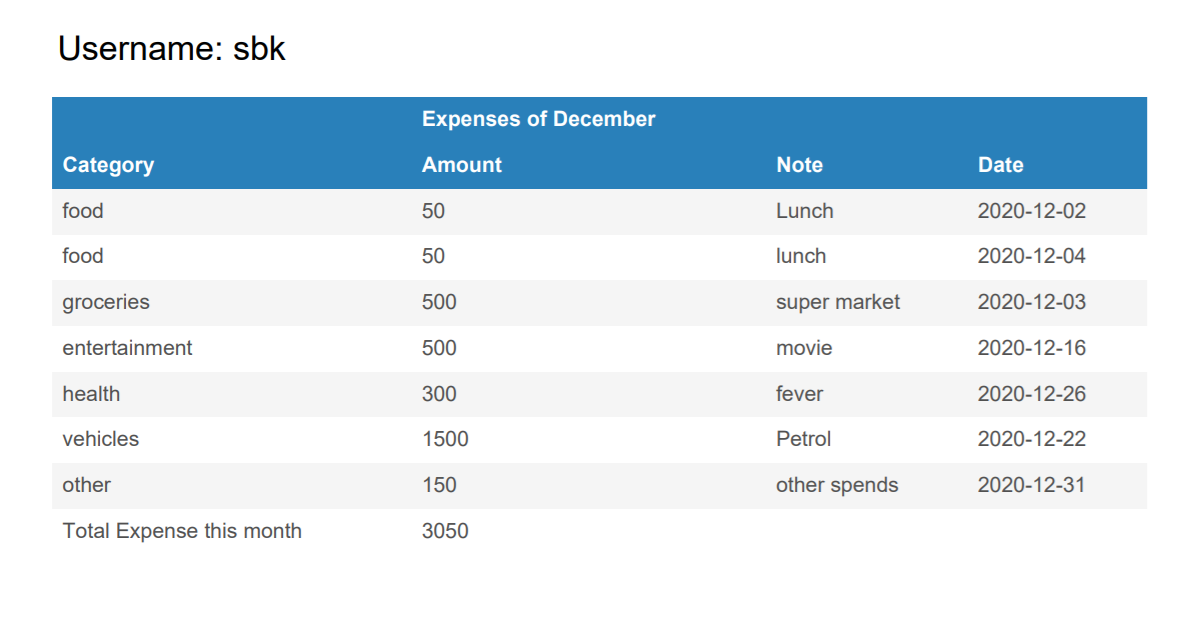 Username: sbk
Expenses of December
Category Amount Note Date
food 50 Lunch 2020-12-02
food 50 lunch 2020-12-04
groceries 500 super market 2020-12-03
entertainment 500 movie 2020-12-16
health 300 fever 2020-12-26
vehicles 1500 Petrol 2020-12-22
other 150 other spends 2020-12-31
Total Expense this month 3050